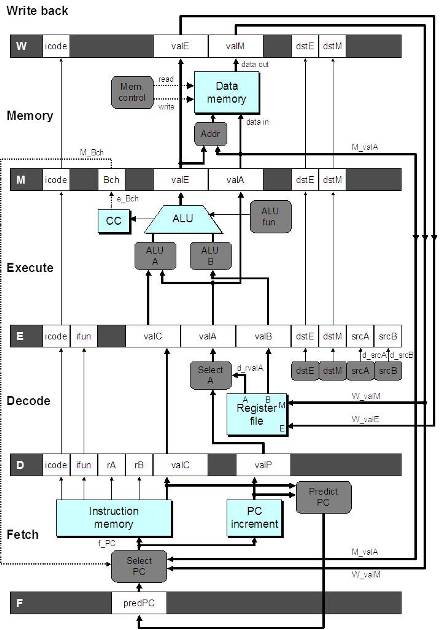 Write back
W icode valE valM dstE dstM
data out
Mem. control
read
write
Data memory
Memory
Addr
data in
M_Bch
M_valA
M icode Bch valE valA dstE dstM
e_Bch
CC
ALU
ALU fun.
ALU A
ALU B
Execute
E icode ifun valC valA valB dstE dstM srcA srcB
d_srcA d_srcB
dstE dstM srcA srcB
Select A
d_rvalA
A B
Register file
M
E
W_valM
W_valE
Decode
D icode ifun rA rB valC valP
Predict PC
Instruction memory
PC increment
Fetch
f_PC
M_valA
Select PC
W_valM
F predPC